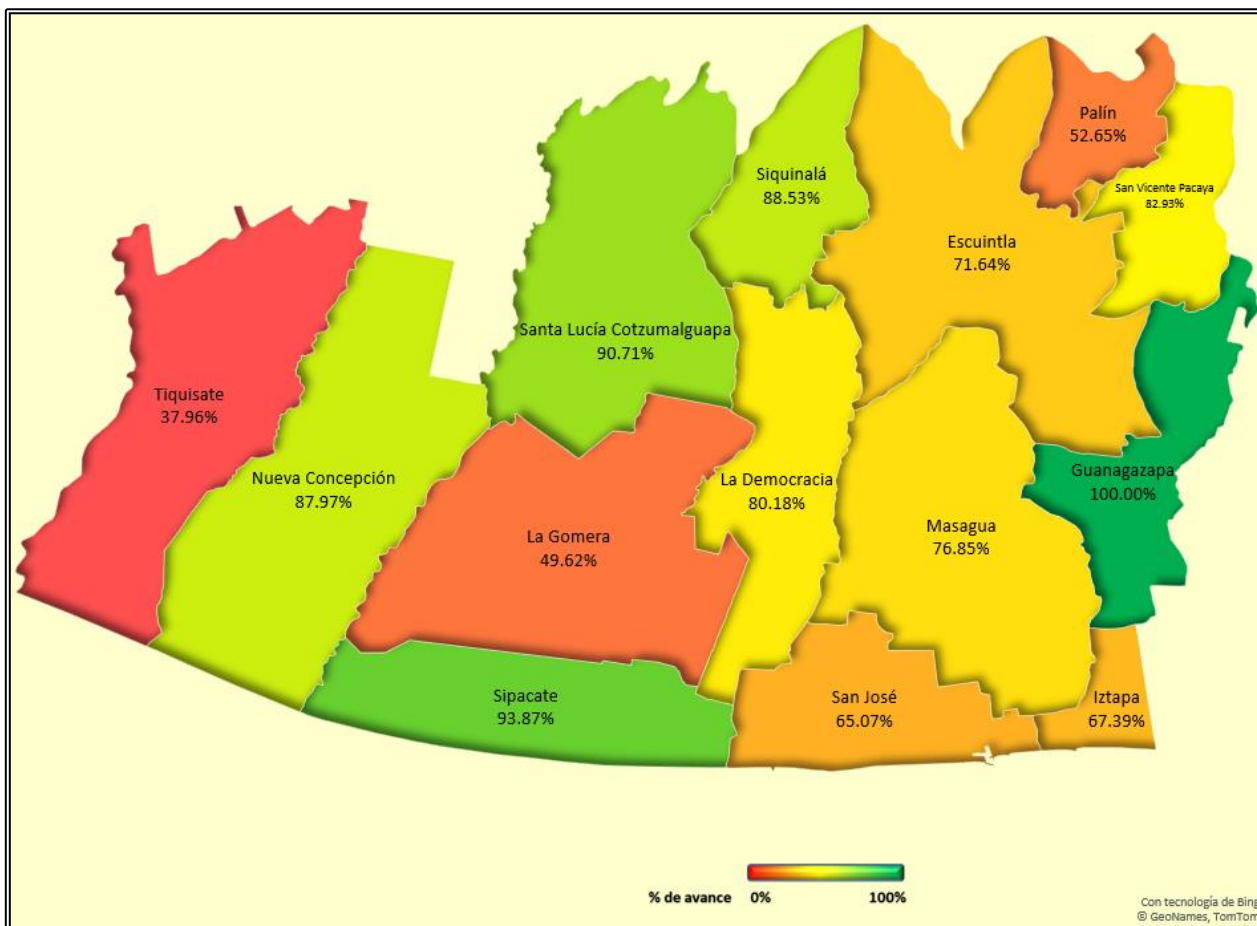 Palín
52.65%
Siquinalá
88.53%
San Vicente Pacaya
82.93%
Escuintla
71.64%
Santa Lucía Cotzumalguapa
90.71%
Tiquisate
37.96%
Nueva Concepción
87.97%
La Democracia
80.18%
Guanagazapa
100.00%
La Gomera
49.62%
Masagua
76.85%
Sipacate
93.87%
San José
65.07%
Iztapa
67.39%
% de avance 0% 100%
Con tecnología de Bing
© GeoNames, TomTom